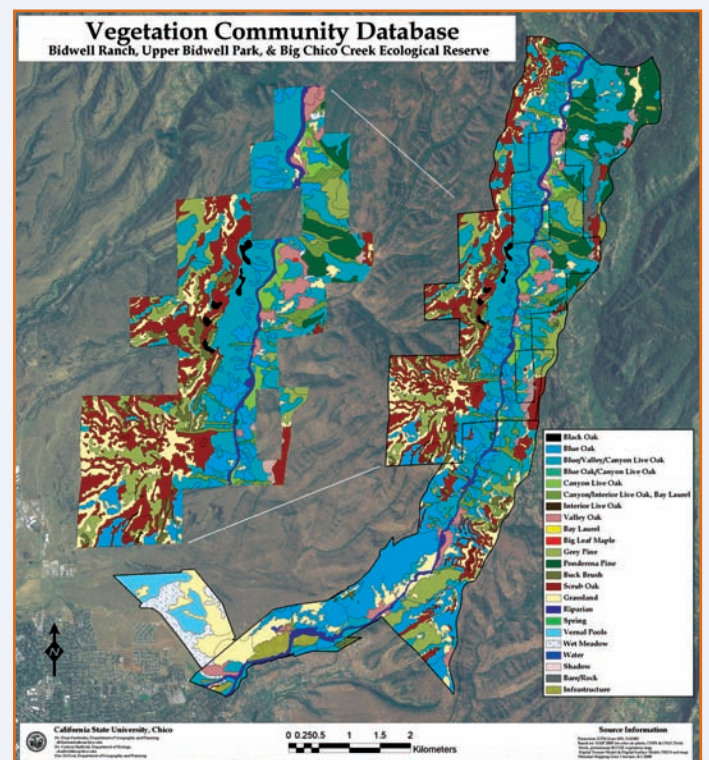 Vegetation Community Database
Bidwell Ranch, Upper Bidwell Park, & Big Chico Creek Ecological Reserve
Black Oak
Blue Oak
Blue/Valley/Canyon Live Oak
Blue Oak/Canyon Live Oak
Canyon Live Oak
Canyon/Interior Live Oak, Bay Laurel
Interior Live Oak
Valley Oak
Bay Laurel
Big Leaf Maple
Grey Pine
Ponderosa Pine
Buck Brush
Scrub Oak
Grassland
Riparian
Spring
Vernal Pools
Wet Meadow
Water
Shadow
Bare/Rock
Infrastructure
N
California State University, Chico
0 0.25 0.5 1 1.5 2
Kilometers
Source Information